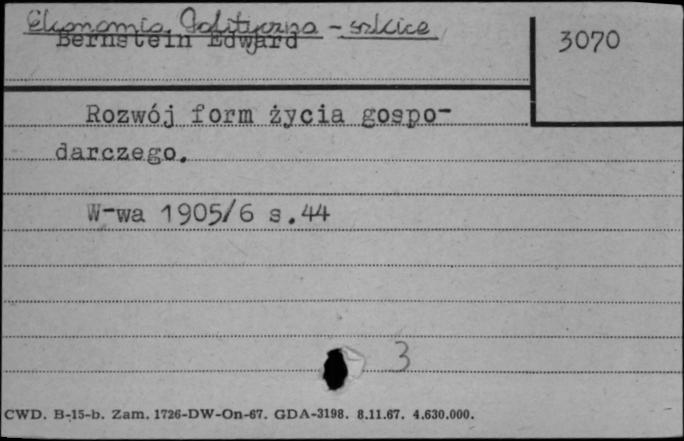 Ekonomia Polityczna - szkice
Bernstein Edward
3070
Rozwój form życia gospo-
darczego.
W-wa 1905/6 s.44
3
CWD. B-15-b. Zam. 1726-DW-On-67. GDA-3198. 8.11.67. 4.630.000.